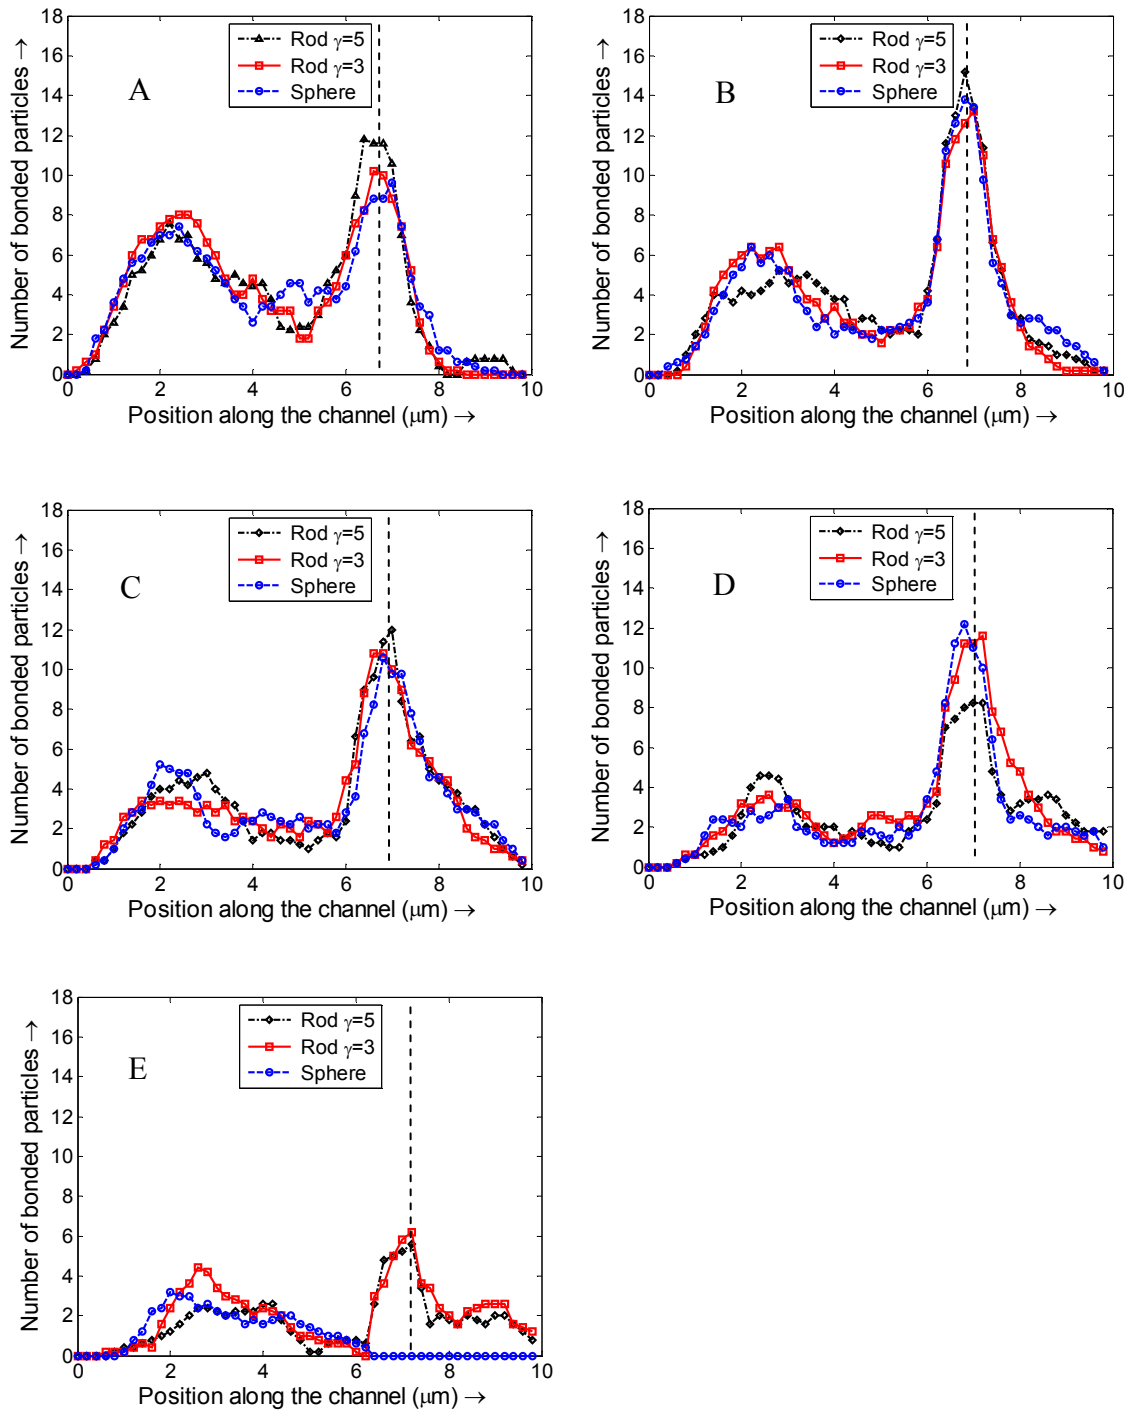 18
16
14
12
10
8
6
4
2
0
Number of bonded particles →
A
Rod γ=5
Rod γ=3
Sphere
0 2 4 6 8 10
Position along the channel (μm) →
18
16
14
12
10
8
6
4
2
0
Number of bonded particles →
B
Rod γ=5
Rod γ=3
Sphere
0 2 4 6 8 10
Position along the channel (μm) →
18
16
14
12
10
8
6
4
2
0
Number of bonded particles →
C
Rod γ=5
Rod γ=3
Sphere
0 2 4 6 8 10
Position along the channel (μm) →
18
16
14
12
10
8
6
4
2
0
Number of bonded particles →
D
Rod γ=5
Rod γ=3
Sphere
0 2 4 6 8 10
Position along the channel (μm) →
18
16
14
12
10
8
6
4
2
0
Number of bonded particles →
E
Rod γ=5
Rod γ=3
Sphere
0 2 4 6 8 10
Position along the channel (μm) →